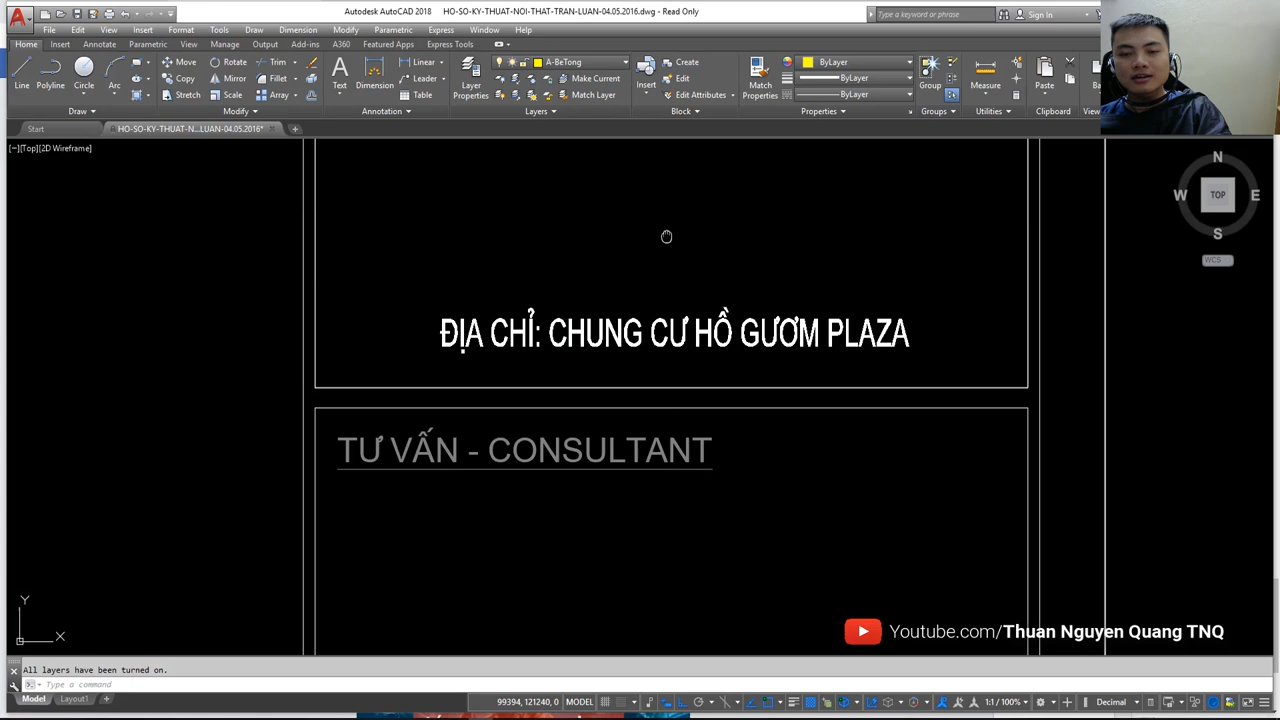 Autodesk AutoCAD 2018 HO-SO-KY-THUAT-NOI-THAT-TRAN-LUAN-04.05.2016.dwg - Read Only
Type a keyword or phrase
Sign In
File Edit View Insert Format Tools Draw Dimension Modify Parametric Express Window Help
Home Insert Annotate Parametric View Manage Output Add-ins A360 Featured Apps Express Tools
Line Polyline Circle Arc
Move Rotate Trim
Copy Mirror Fillet
Stretch Scale Array
Text Dimension
Linear
Leader
Table
Layer Properties
A-BeTong
Make Current
Match Layer
Insert
Create
Edit
Edit Attributes
Match Properties
ByLayer
ByLayer
ByLayer
Group
Measure
Paste
Draw Modify Annotation Layers Block Properties Groups Utilities Clipboard
Start HO-SO-KY-THUAT-N...LUAN-04.05.2016*
[−][Top][2D Wireframe]
N
W TOP E
S
WCS
ĐỊA CHỈ: CHUNG CƯ HỒ GƯƠM PLAZA
TƯ VẤN - CONSULTANT
Y
X
Youtube.com/Thuan Nguyen Quang TNQ
All layers have been turned on.
Type a command
Model Layout1
99394, 121240, 0 MODEL 1:1 / 100% Decimal